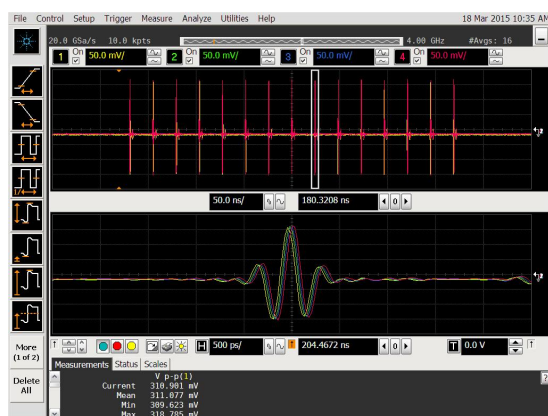 File Control Setup Trigger Measure Analyze Utilities Help 18 Mar 2015 10:35 AM
20.0 GSa/s 10.0 kpts 4.00 GHz #Avgs: 16
1 On 50.0 mV/ 2 On 50.0 mV/ 3 On 50.0 mV/ 4 On 50.0 mV/
50.0 ns/ 180.3208 ns 0
More
(1 of 2)
Delete
All
H 500 ps/ 204.4672 ns 0 T 0.0 V
Measurements Status Scales
V p-p(1)
Current 310.901 mV
Mean 311.077 mV
Min 309.623 mV
Max 318.785 mV